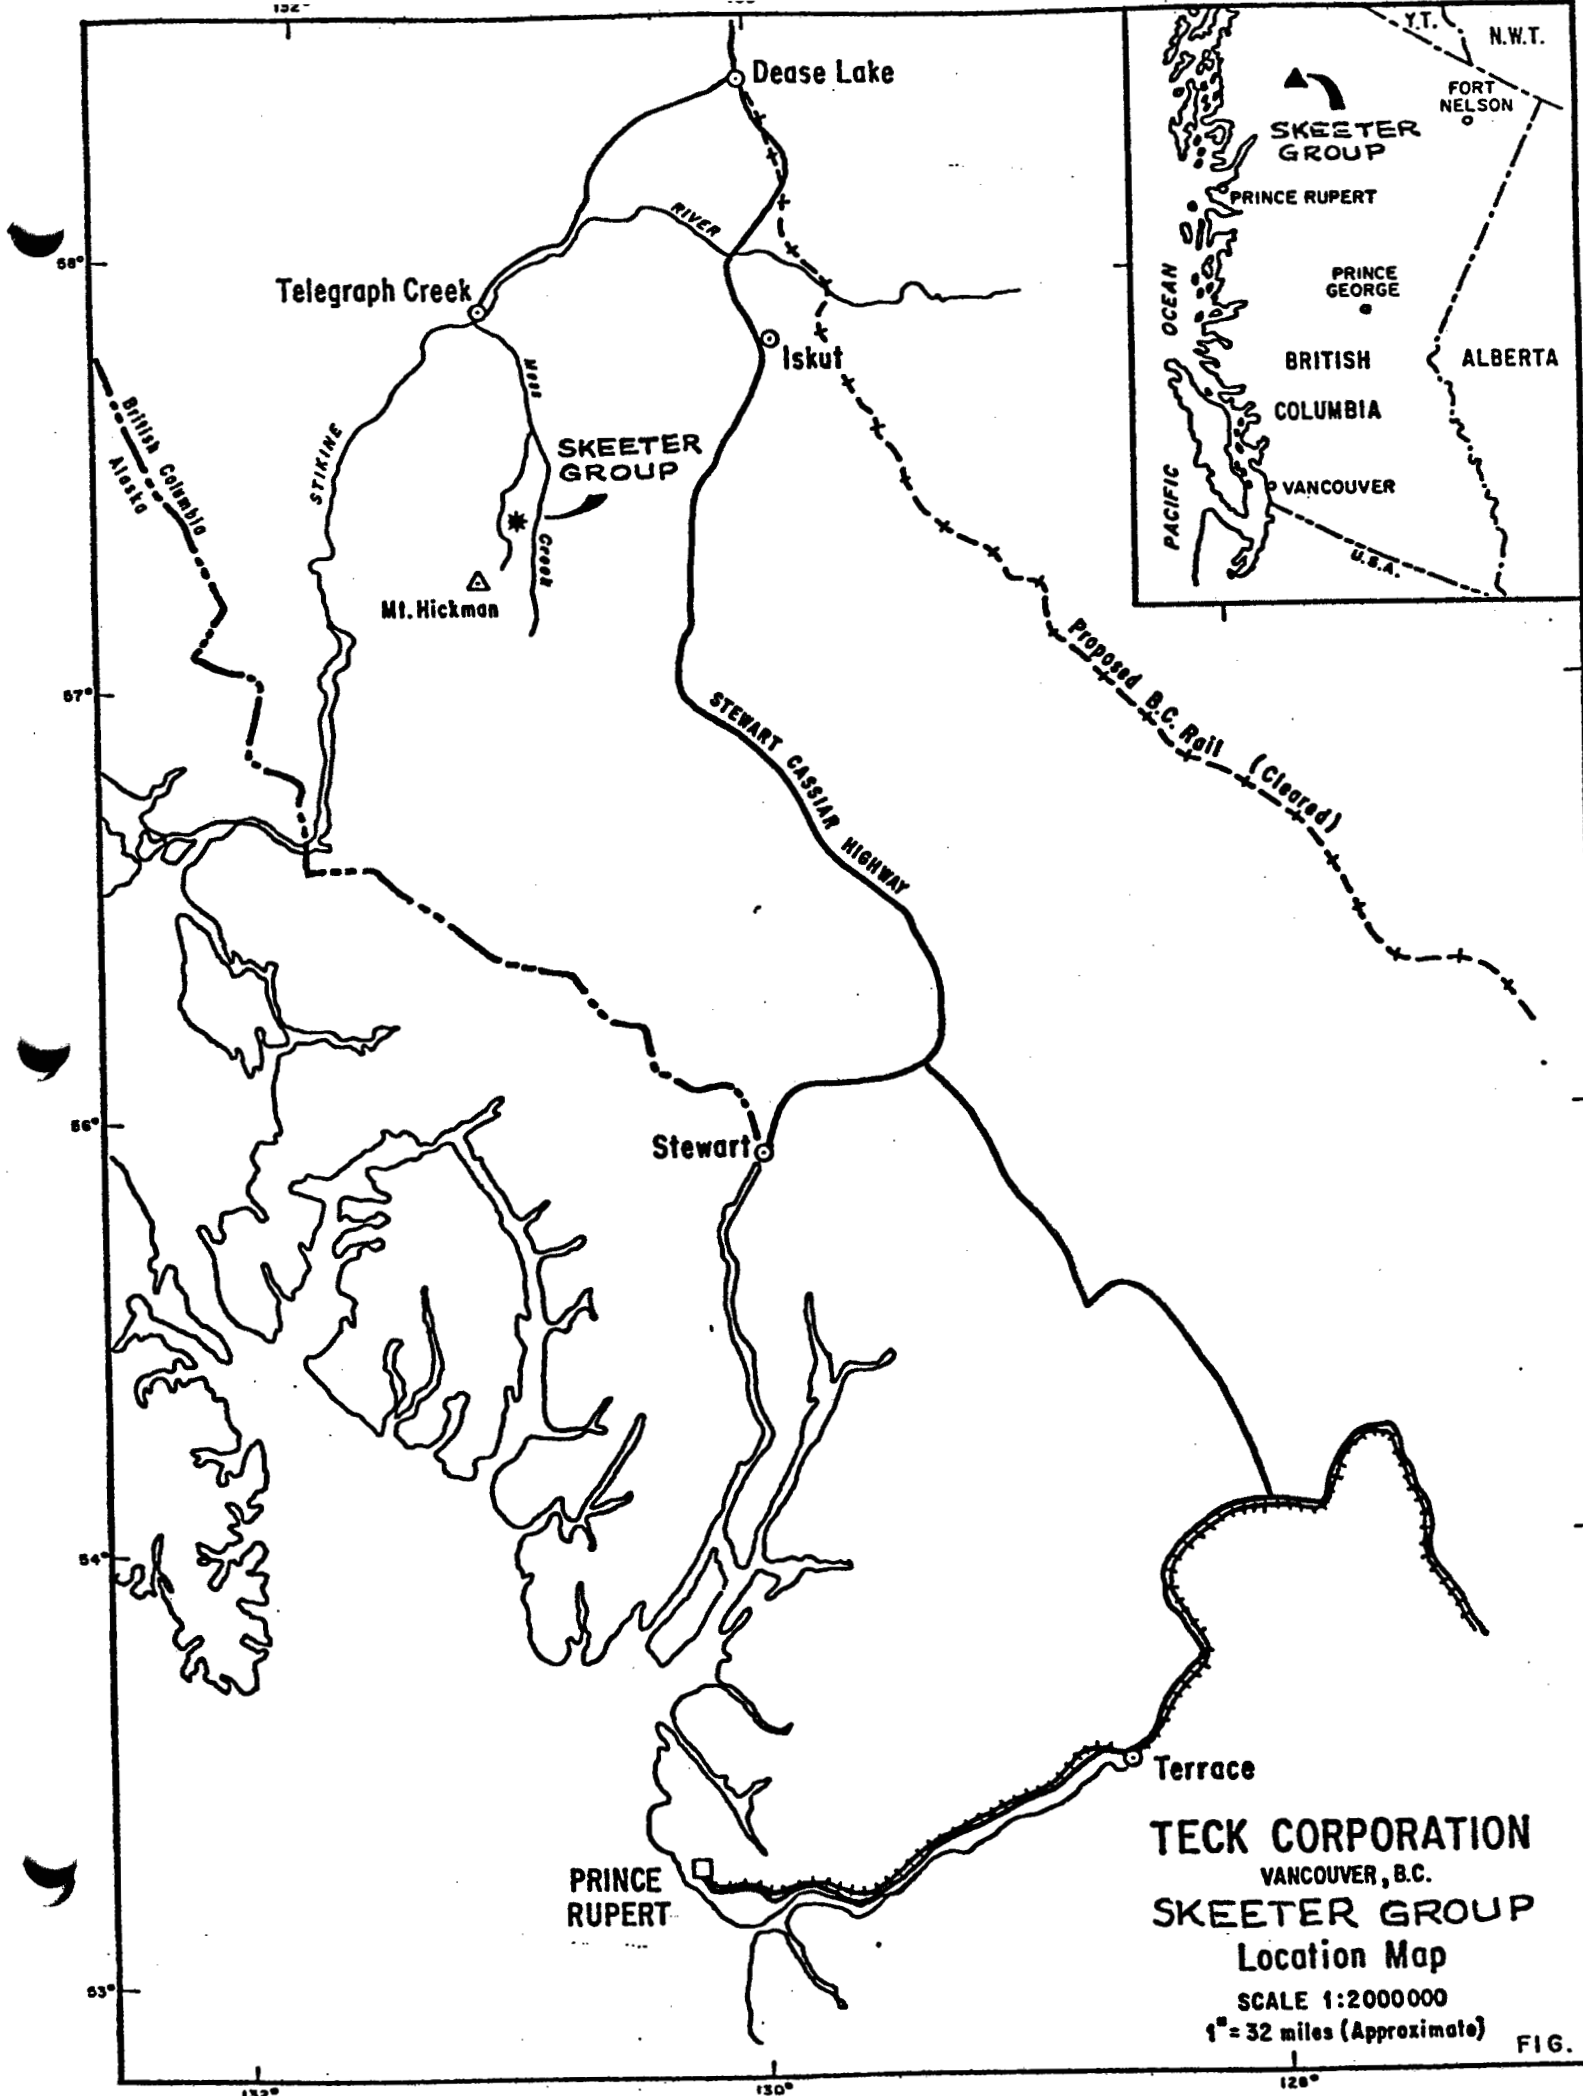 132°
Dease Lake
Y.T.
N.W.T.
FORT
NELSON
SKEETER
GROUP
PRINCE RUPERT
RIVER
58°
PRINCE
GEORGE
Telegraph Creek
PACIFIC OCEAN
Iskut
BRITISH
COLUMBIA
ALBERTA
Mess
Creek
British Columbia
Alaska
STIKINE
SKEETER
GROUP
VANCOUVER
U.S.A.
Mt. Hickman
Proposed B.C. Rail (Cleared)
57°
STEWART CASSIAR HIGHWAY
56°
Stewart
54°
Terrace
TECK CORPORATION
VANCOUVER, B.C.
PRINCE
RUPERT
SKEETER GROUP
Location Map
53°
SCALE 1:2000000
1"= 32 miles (Approximate)
FIG.
132°
130°
128°